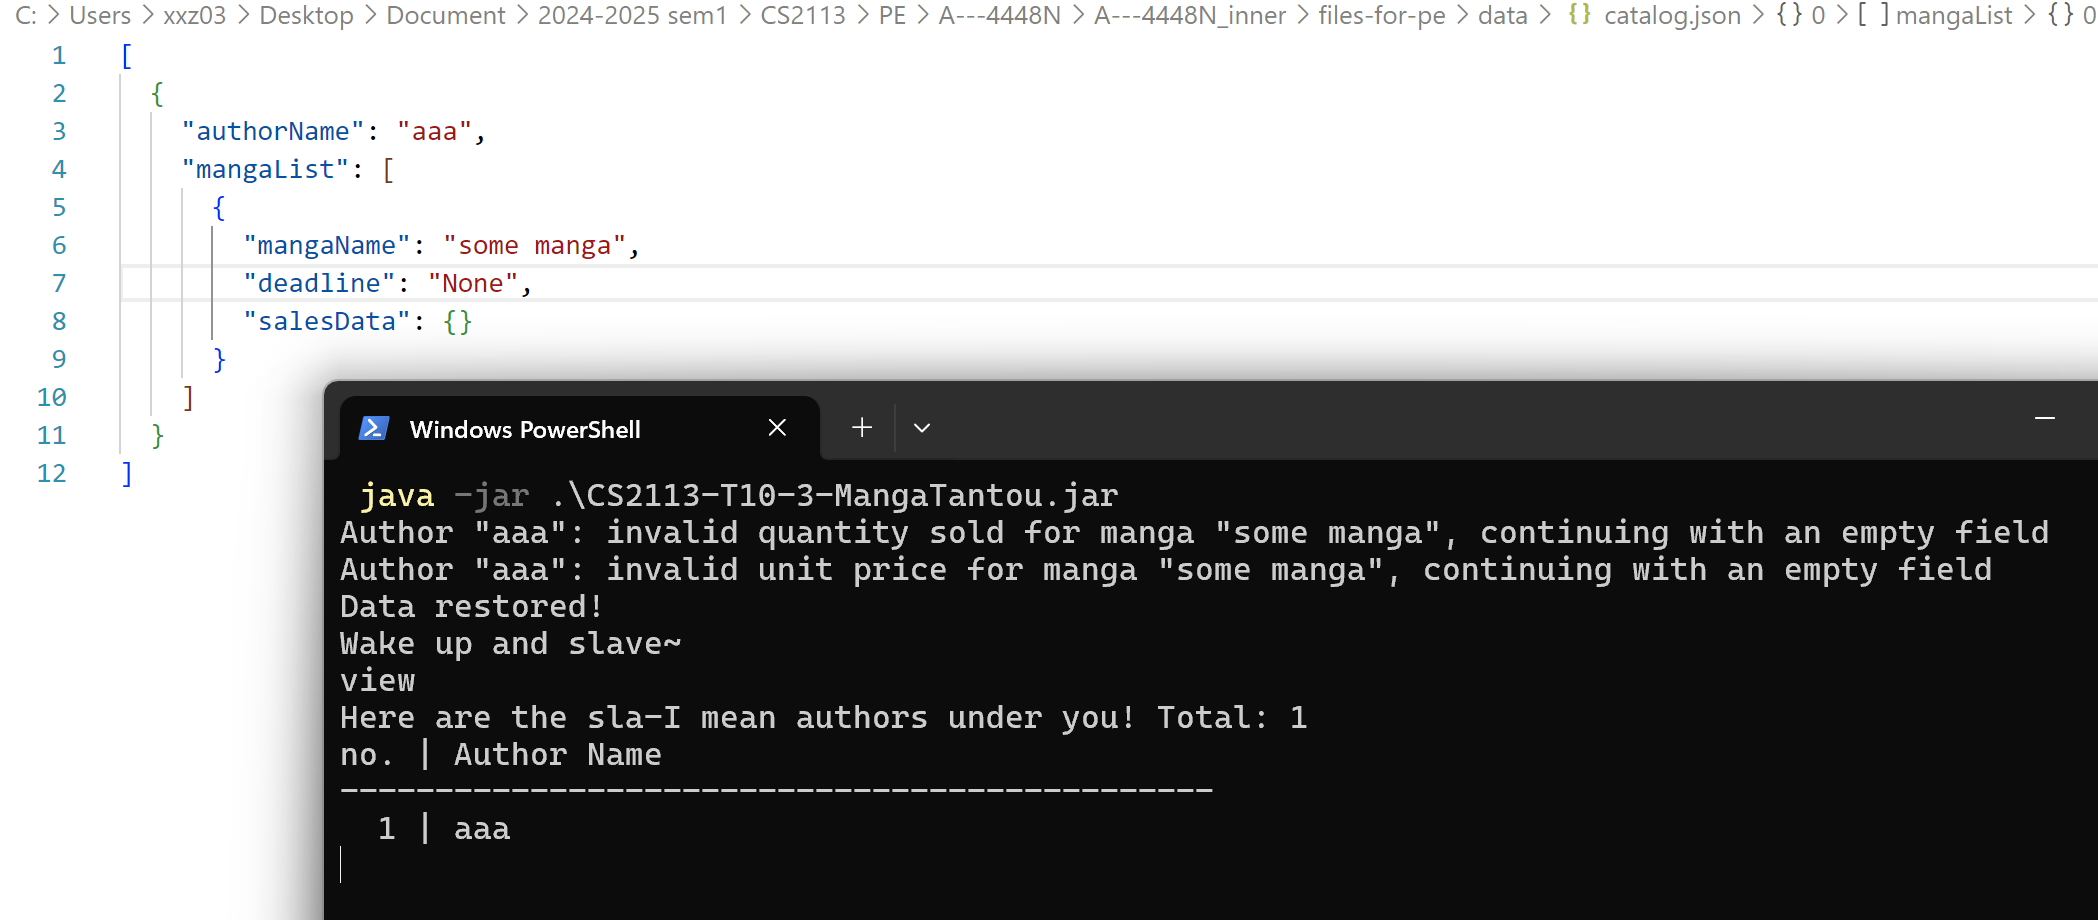 C: > Users > xxz03 > Desktop > Document > 2024-2025 sem1 > CS2113 > PE > A---4448N > A---4448N_inner > files-for-pe > data > {} catalog.json > {} 0 > [ ] mangaList > {} 0
1 [
2 {
3 "authorName": "aaa",
4 "mangaList": [
5 {
6 "mangaName": "some manga",
7 "deadline": "None",
8 "salesData": {}
9 }
10 ]
11 }
12 ]
Windows PowerShell
java -jar .\CS2113-T10-3-MangaTantou.jar
Author "aaa": invalid quantity sold for manga "some manga", continuing with an empty field
Author "aaa": invalid unit price for manga "some manga", continuing with an empty field
Data restored!
Wake up and slave~
view
Here are the sla-I mean authors under you! Total: 1
no. | Author Name
----------------------------------------------
1 | aaa